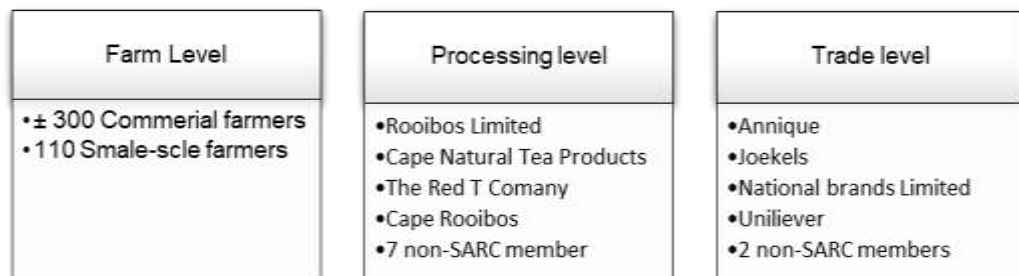 Farm Level
•± 300 Commerial farmers
•110 Smale-scle farmers
Processing level
•Rooibos Limited
•Cape Natural Tea Products
•The Red T Comany
•Cape Rooibos
•7 non-SARC member
Trade level
•Annique
•Joekels
•National brands Limited
•Uniliever
•2 non-SARC members